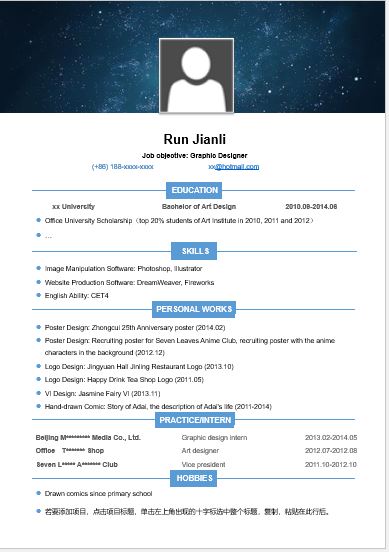 Run Jianli
Job objective: Graphic Designer
(+86) 188-xxxx-xxxx xx@hotmail.com
EDUCATION
xx University Bachelor of Art Design 2010.09-2014.06
Office University Scholarship（top 20% students of Art Institute in 2010, 2011 and 2012）
...
SKILLS
Image Manipulation Software: Photoshop, Illustrator
Website Production Software: DreamWeaver, Fireworks
English Ability: CET4
PERSONAL WORKS
Poster Design: Zhongcui 25th Anniversary poster (2014.02)
Poster Design: Recruiting poster for Seven Leaves Anime Club, recruiting poster with the anime
characters in the background (2012.12)
Logo Design: Jingyuan Hall Jinling Restaurant Logo (2013.10)
Logo Design: Happy Drink Tea Shop Logo (2011.05)
VI Design: Jasmine Fairy VI (2013.11)
Hand-drawn Comic: Story of Adai, the description of Adai's life (2011-2014)
PRACTICE/INTERN
Beijing M********* Media Co., Ltd. Graphic design intern 2013.02-2014.05
Office T******* Shop Art designer 2012.07-2012.08
Seven L***** A******* Club Vice president 2011.10-2012.10
HOBBIES
Drawn comics since primary school
若要添加项目，点击项目标题，单击左上角出现的十字标选中整个标题，复制，粘贴在此行后。